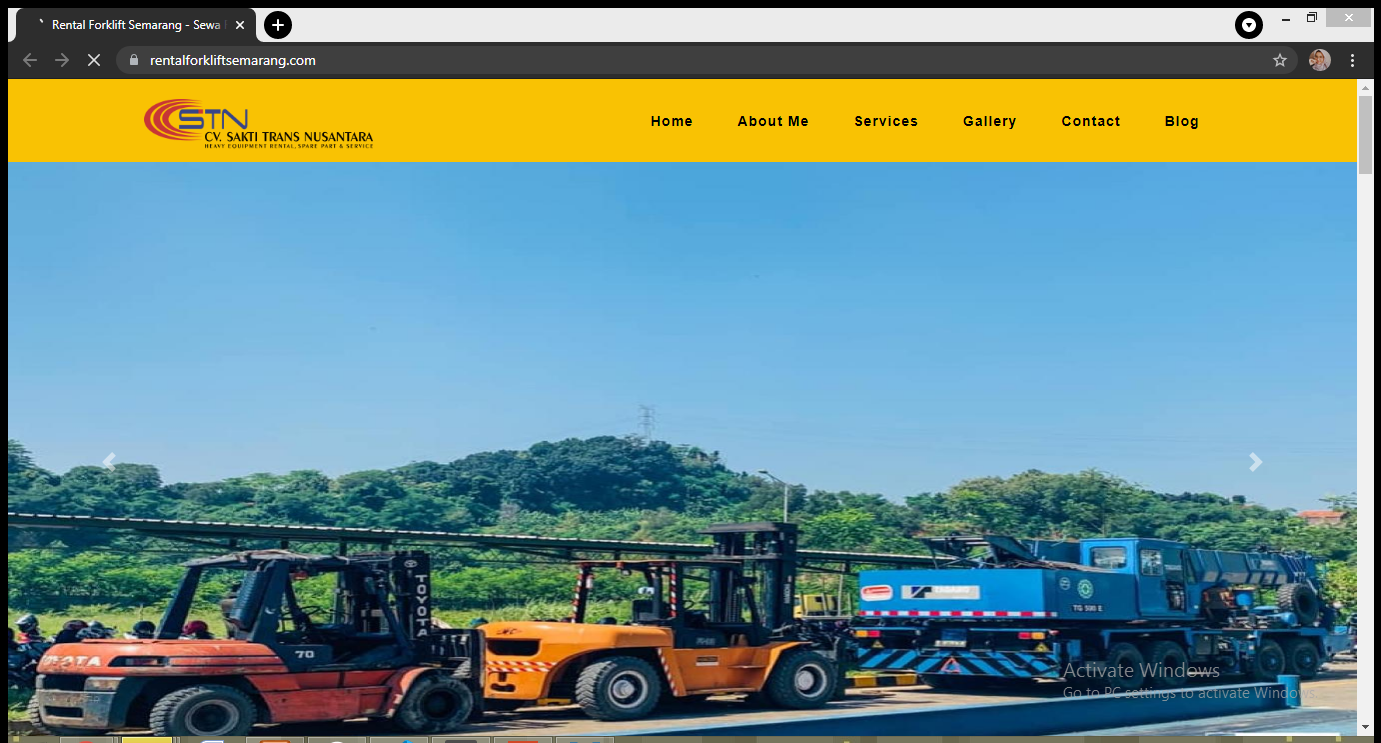 Rental Forklift Semarang - Sewa
rentalforkliftsemarang.com
STN
CV. SAKTI TRANS NUSANTARA
HEAVY EQUIPMENT RENTAL, SPARE PART & SERVICE
Home About Me Services Gallery Contact Blog
TOYOTA
70
TOYOTA
TADANO
TG 500 E
Activate Windows
Go to PC settings to activate Windows.